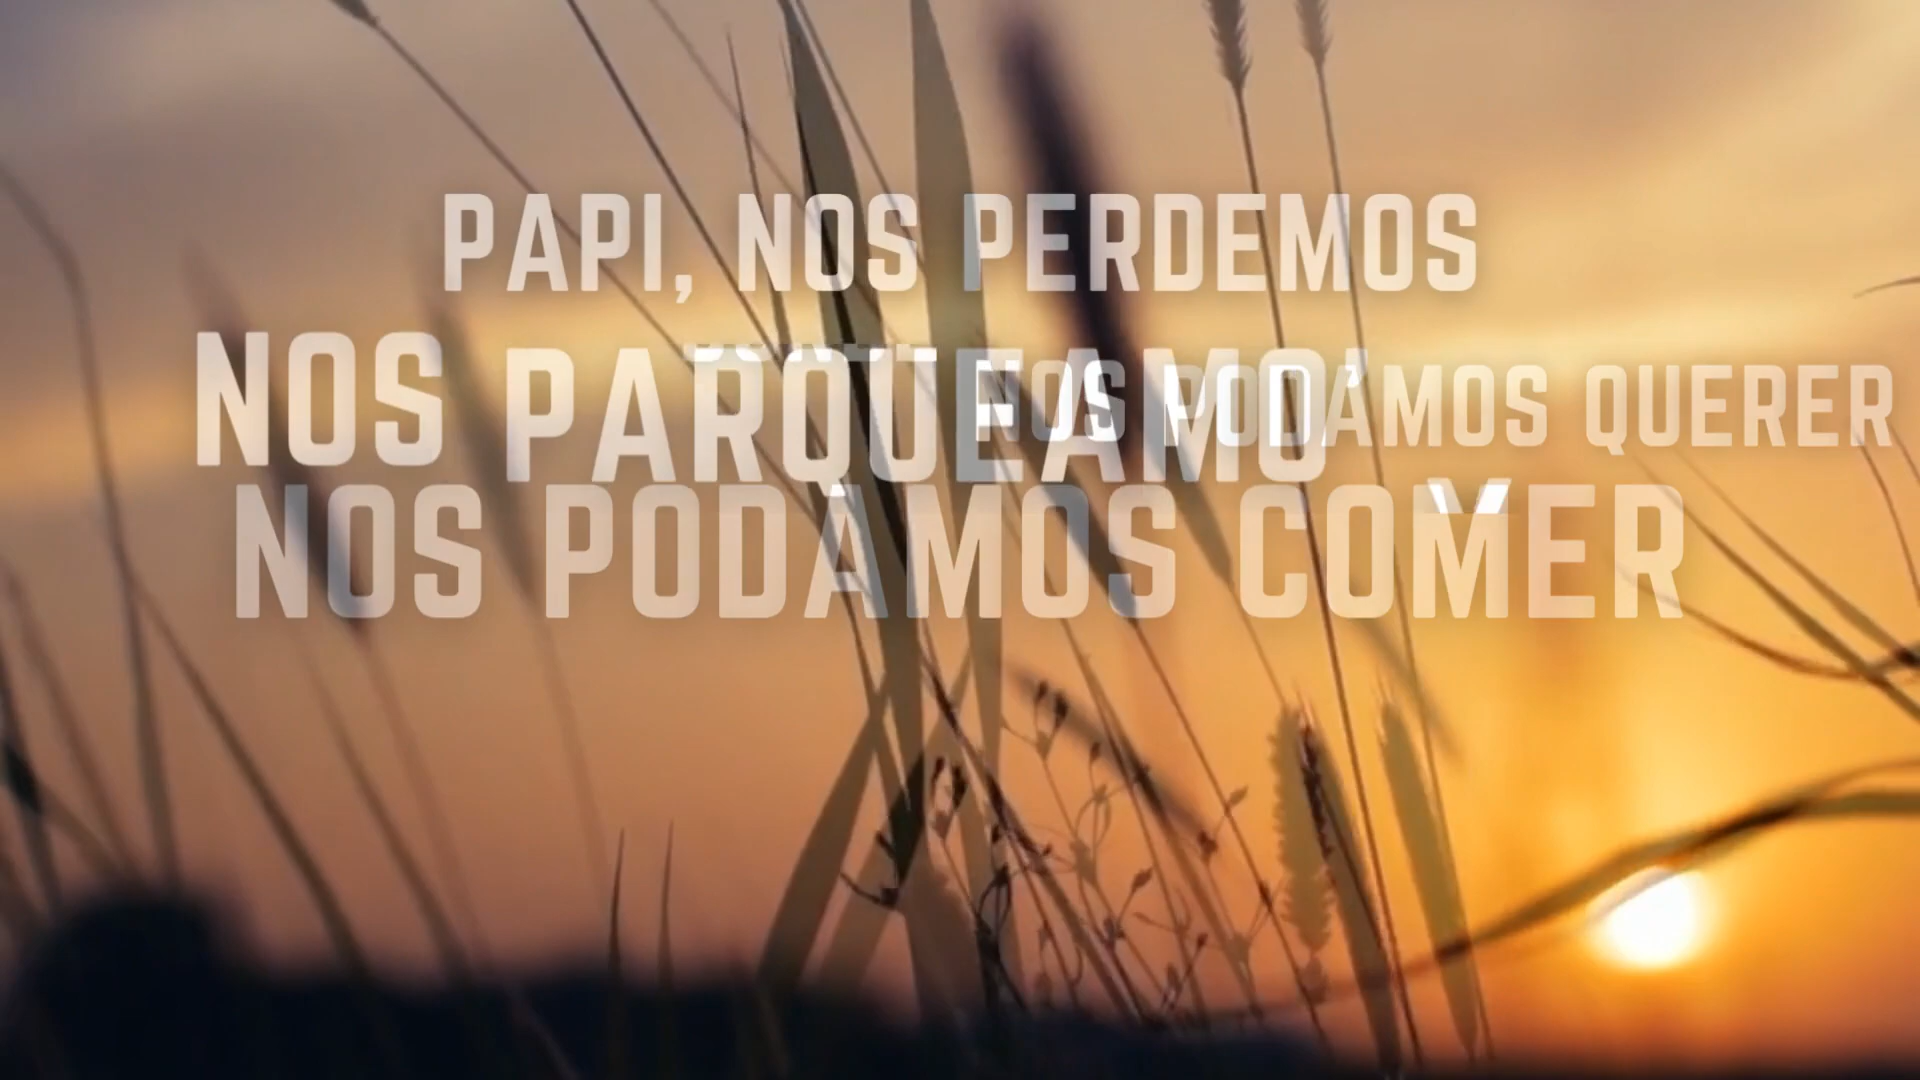 PAPI, NOS PERDEMOS
NOS PARQUEAMO'
NOS PODAMOS QUERER
Y
NOS PODAMOS COMER